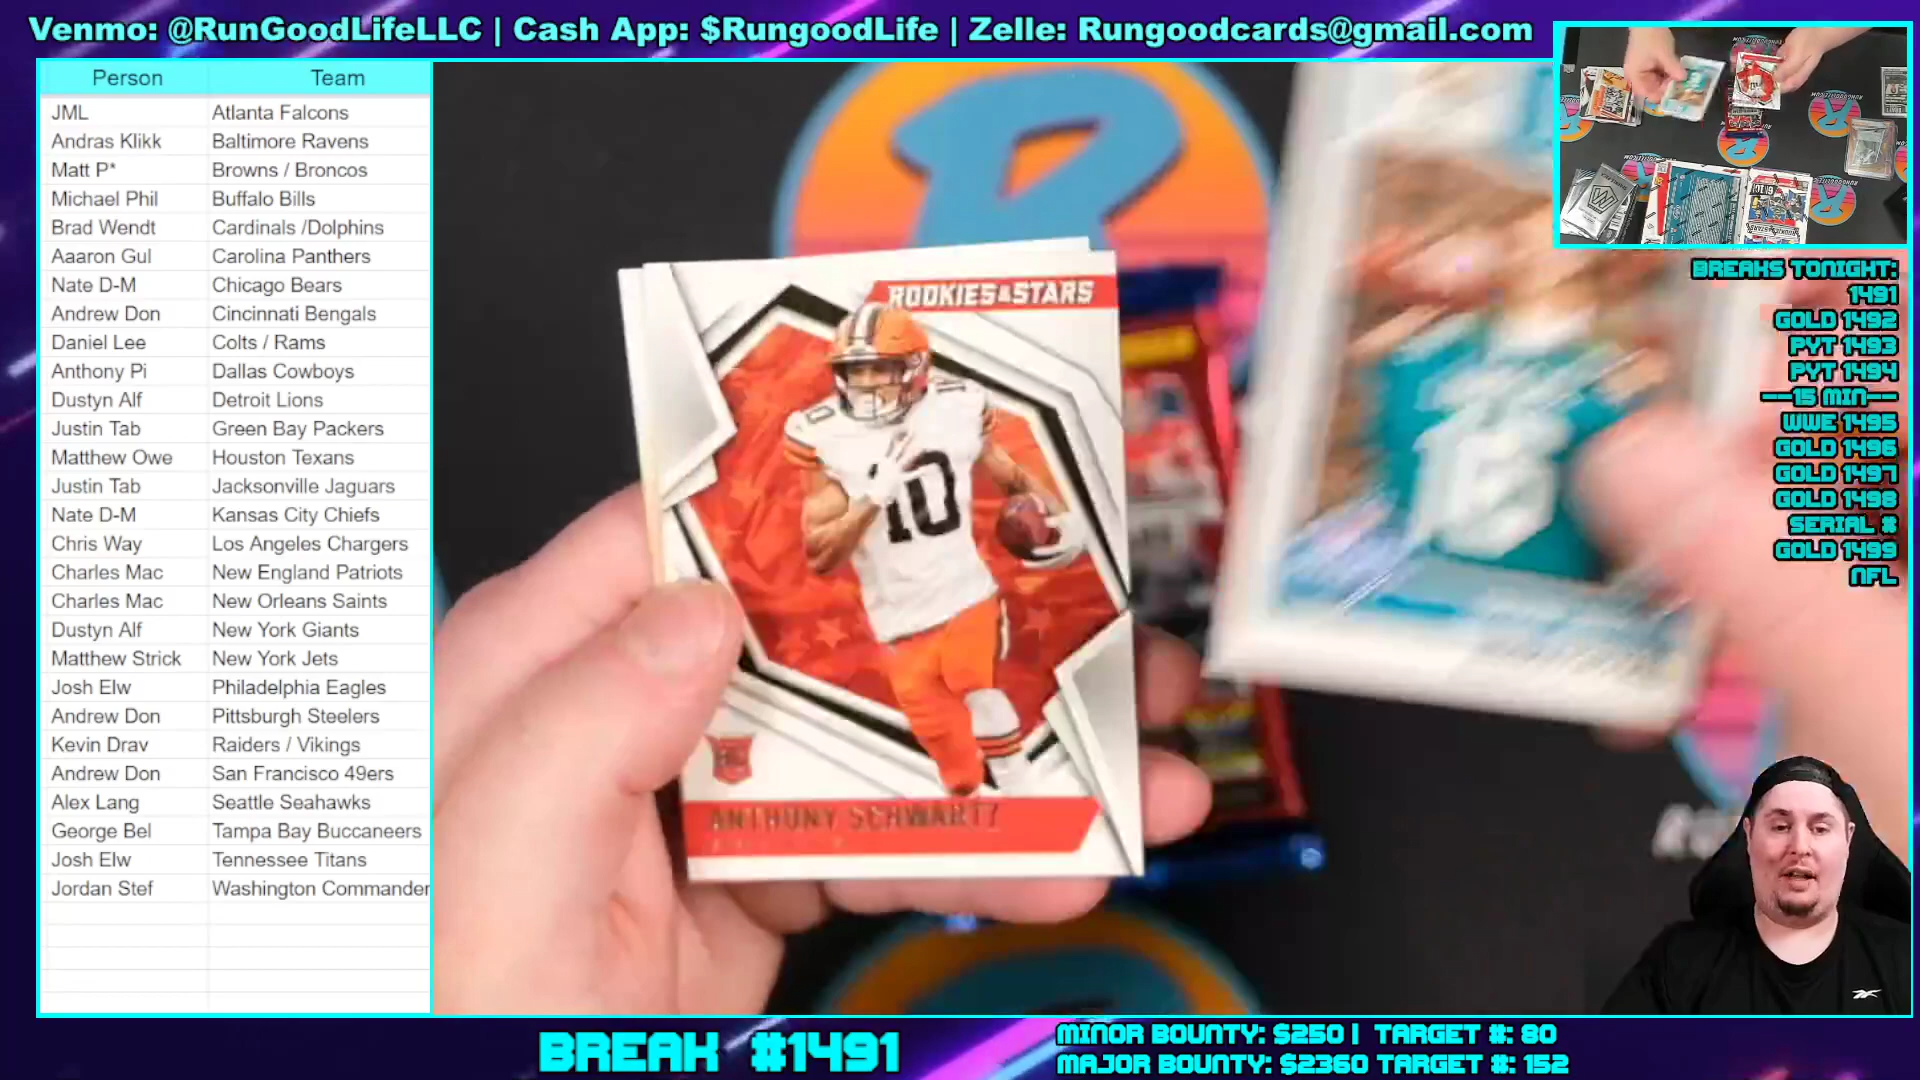 Venmo: @RunGoodLifeLLC | Cash App: $RungoodLife | Zelle: Rungoodcards@gmail.com
Person Team
JML Atlanta Falcons
Andras Klikk Baltimore Ravens
Matt P* Browns / Broncos
Michael Phil Buffalo Bills
Brad Wendt Cardinals /Dolphins
Aaaron Gul Carolina Panthers
Nate D-M Chicago Bears
Andrew Don Cincinnati Bengals
Daniel Lee Colts / Rams
Anthony Pi Dallas Cowboys
Dustyn Alf Detroit Lions
Justin Tab Green Bay Packers
Matthew Owe Houston Texans
Justin Tab Jacksonville Jaguars
Nate D-M Kansas City Chiefs
Chris Way Los Angeles Chargers
Charles Mac New England Patriots
Charles Mac New Orleans Saints
Dustyn Alf New York Giants
Matthew Strick New York Jets
Josh Elw Philadelphia Eagles
Andrew Don Pittsburgh Steelers
Kevin Drav Raiders / Vikings
Andrew Don San Francisco 49ers
Alex Lang Seattle Seahawks
George Bel Tampa Bay Buccaneers
Josh Elw Tennessee Titans
Jordan Stef Washington Commander
ROOKIES & STARS
10
10
RC
ANTHONY SCHWARTZ
BREAKS TONIGHT:
1491
GOLD 1492
PYT 1493
PYT 1494
--15 MIN--
WWE 1495
GOLD 1496
GOLD 1497
GOLD 1498
SERIAL #
GOLD 1499
NFL
BREAK #1491
MINOR BOUNTY: $250 | TARGET #: 80
MAJOR BOUNTY: $2360 TARGET #: 152